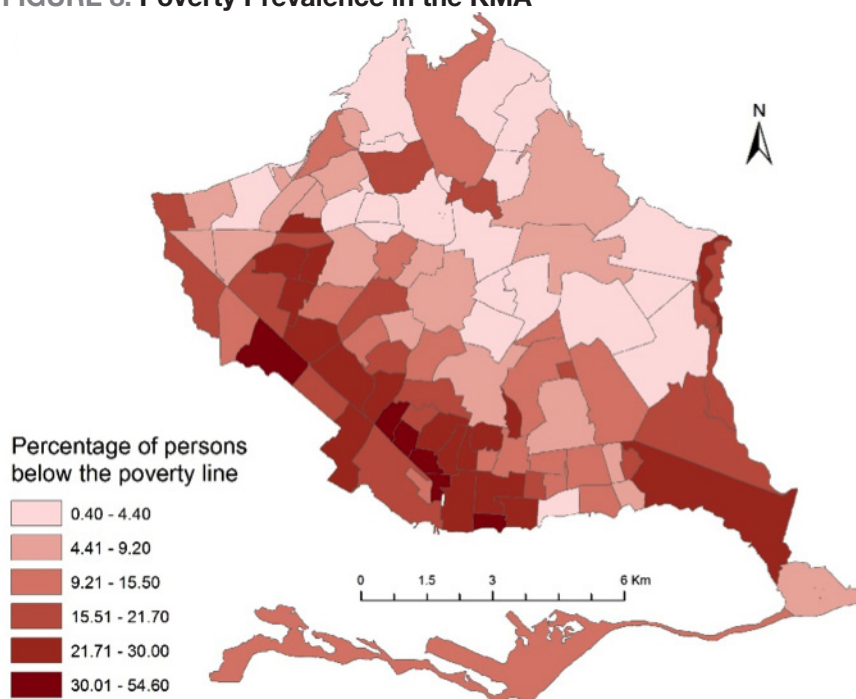 FIGURE 8. Poverty Prevalence in the KMA
N
Percentage of persons
below the poverty line
0.40 - 4.40
4.41 - 9.20
9.21 - 15.50
15.51 - 21.70
21.71 - 30.00
30.01 - 54.60
0 1.5 3 6 Km